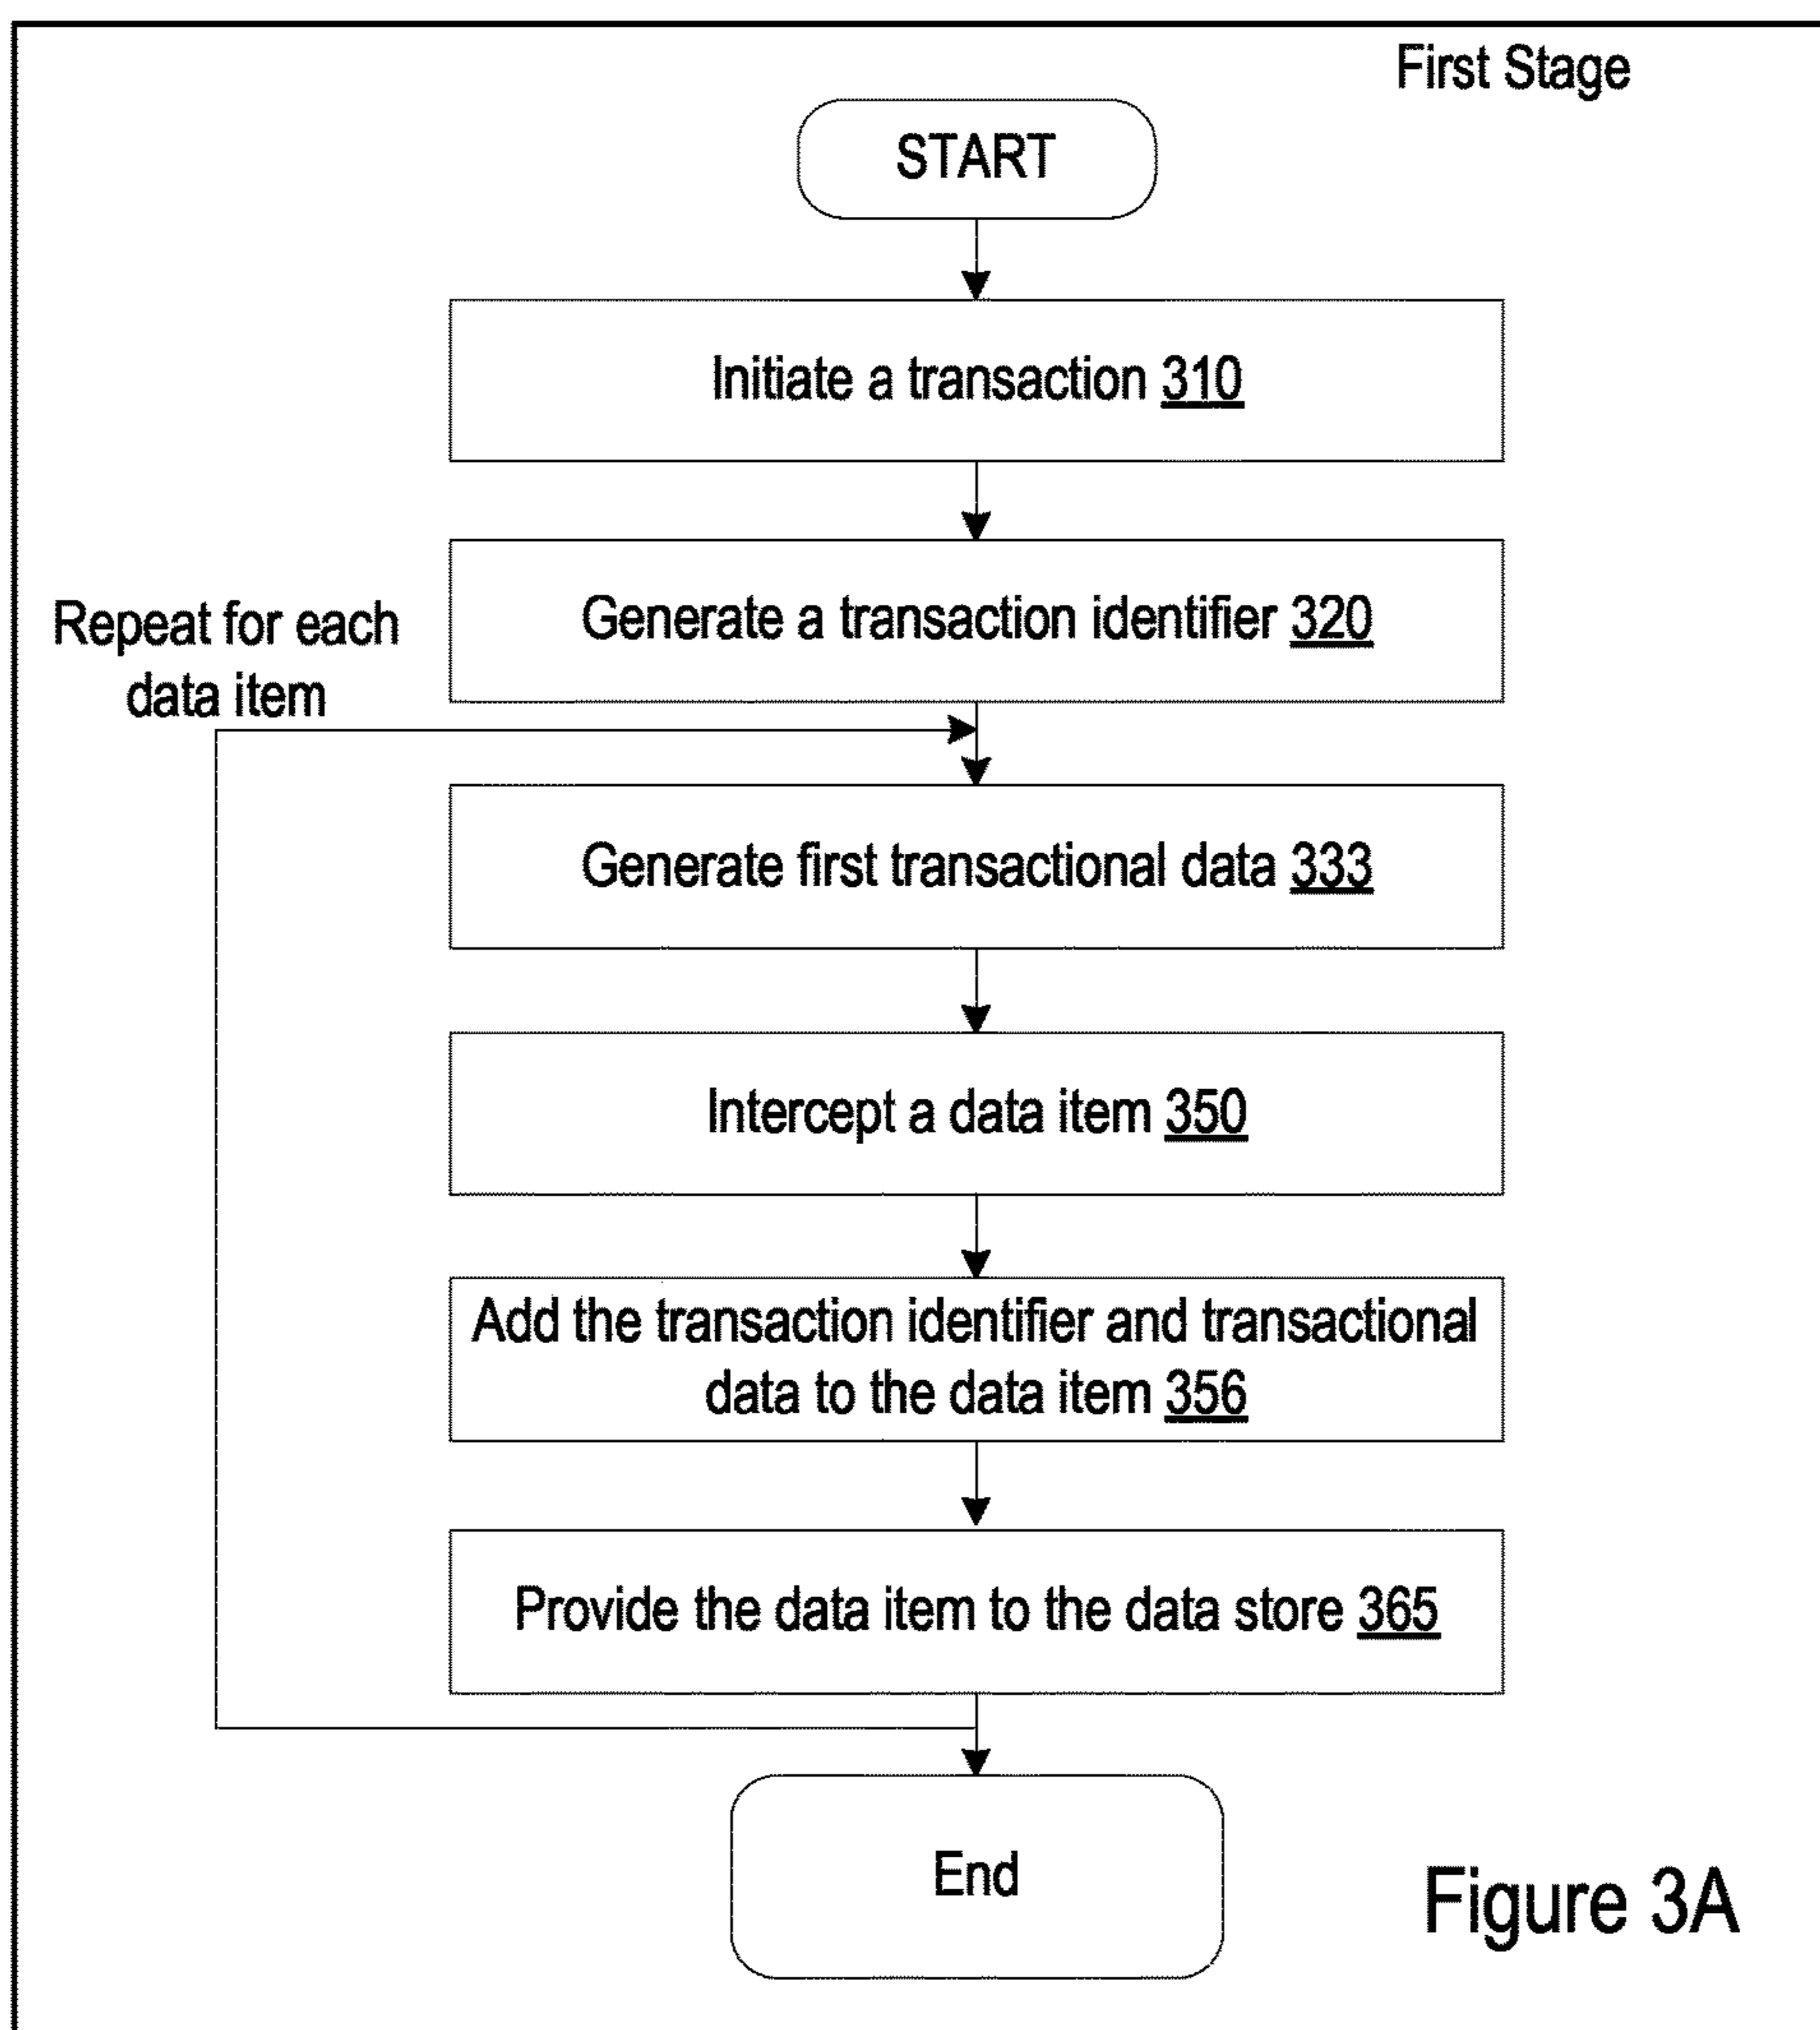 First Stage
START
Initiate a transaction 310
Generate a transaction identifier 320
Repeat for each
data item
Generate first transactional data 333
Intercept a data item 350
Add the transaction identifier and transactional
data to the data item 356
Provide the data item to the data store 365
End
Figure 3A